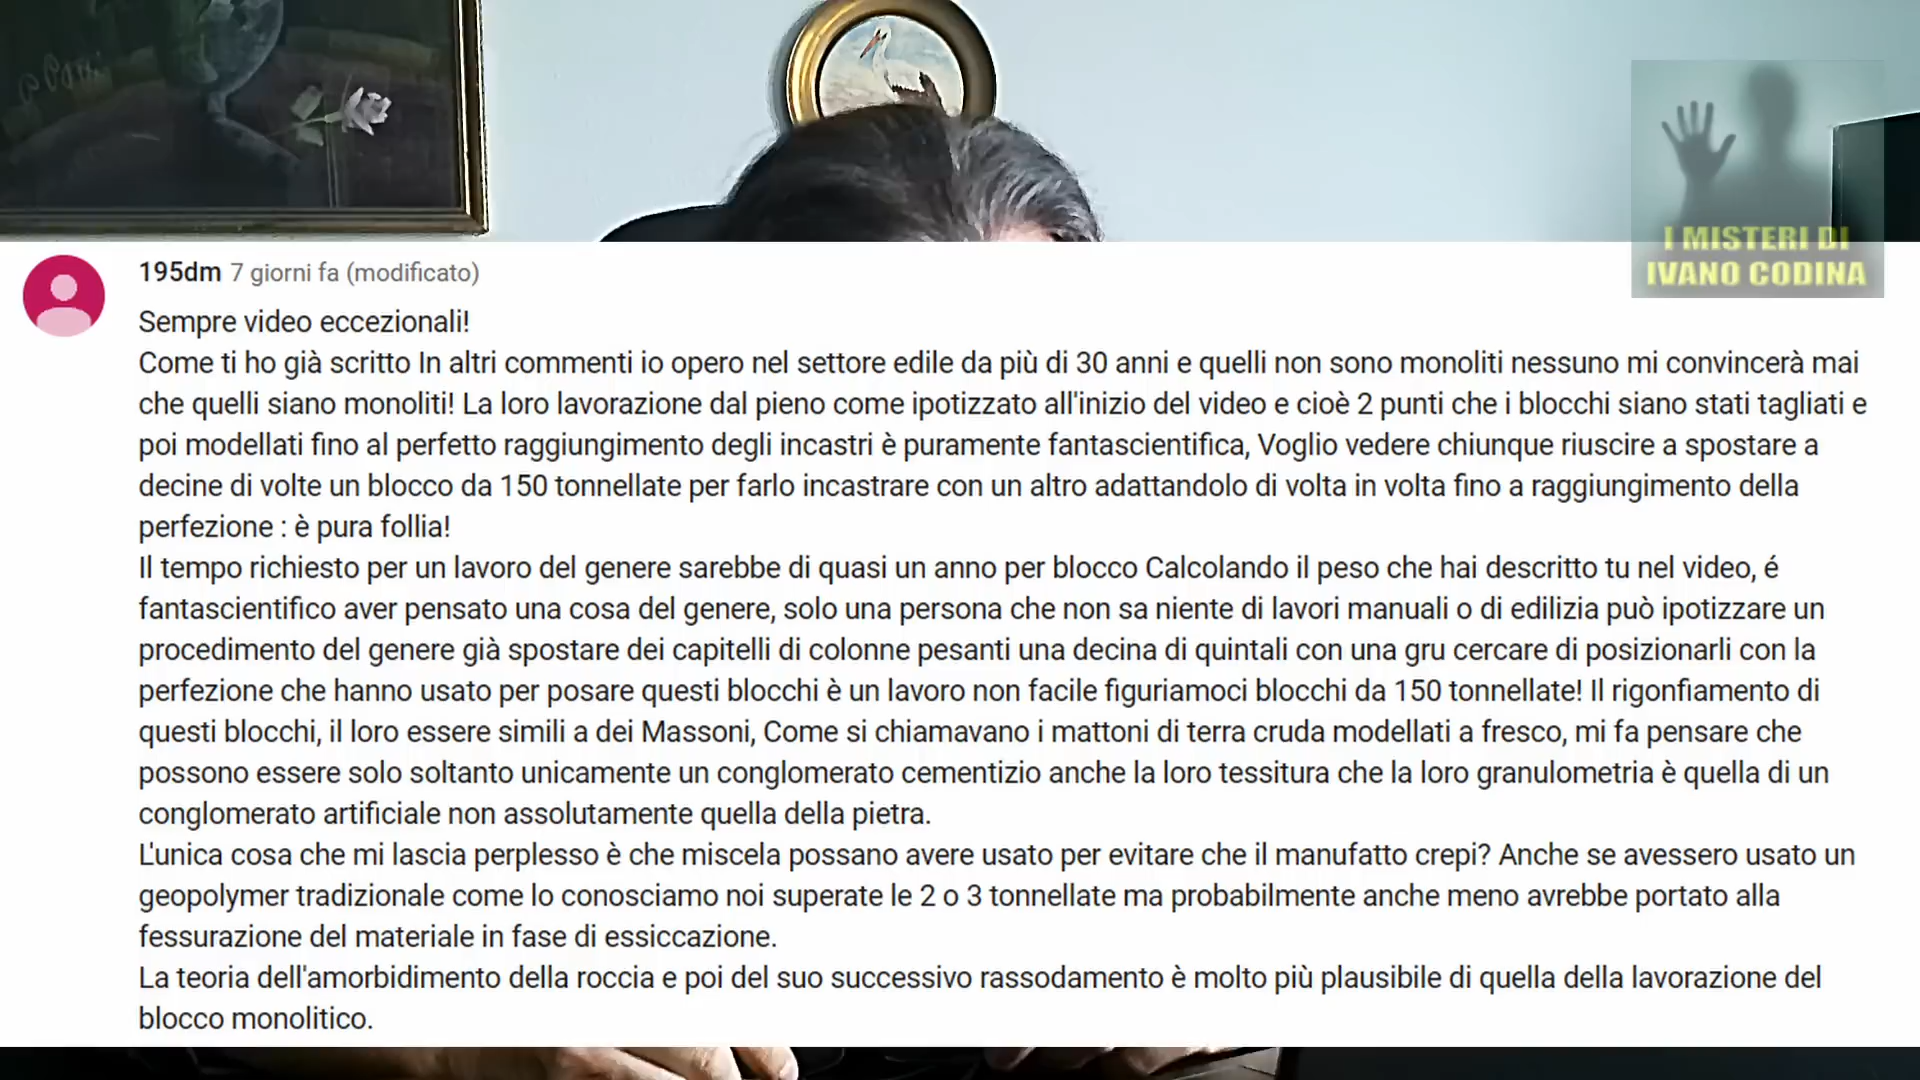 I MISTERI DI
IVANO CODINA
195dm 7 giorni fa (modificato)
Sempre video eccezionali!
Come ti ho già scritto In altri commenti io opero nel settore edile da più di 30 anni e quelli non sono monoliti nessuno mi convincerà mai
che quelli siano monoliti! La loro lavorazione dal pieno come ipotizzato all'inizio del video e cioè 2 punti che i blocchi siano stati tagliati e
poi modellati fino al perfetto raggiungimento degli incastri è puramente fantascientifica, Voglio vedere chiunque riuscire a spostare a
decine di volte un blocco da 150 tonnellate per farlo incastrare con un altro adattandolo di volta in volta fino a raggiungimento della
perfezione : è pura follia!
Il tempo richiesto per un lavoro del genere sarebbe di quasi un anno per blocco Calcolando il peso che hai descritto tu nel video, é
fantascientifico aver pensato una cosa del genere, solo una persona che non sa niente di lavori manuali o di edilizia può ipotizzare un
procedimento del genere già spostare dei capitelli di colonne pesanti una decina di quintali con una gru cercare di posizionarli con la
perfezione che hanno usato per posare questi blocchi è un lavoro non facile figuriamoci blocchi da 150 tonnellate! Il rigonfiamento di
questi blocchi, il loro essere simili a dei Massoni, Come si chiamavano i mattoni di terra cruda modellati a fresco, mi fa pensare che
possono essere solo soltanto unicamente un conglomerato cementizio anche la loro tessitura che la loro granulometria è quella di un
conglomerato artificiale non assolutamente quella della pietra.
L'unica cosa che mi lascia perplesso è che miscela possano avere usato per evitare che il manufatto crepi? Anche se avessero usato un
geopolymer tradizionale come lo conosciamo noi superate le 2 o 3 tonnellate ma probabilmente anche meno avrebbe portato alla
fessurazione del materiale in fase di essiccazione.
La teoria dell'amorbidimento della roccia e poi del suo successivo rassodamento è molto più plausibile di quella della lavorazione del
blocco monolitico.